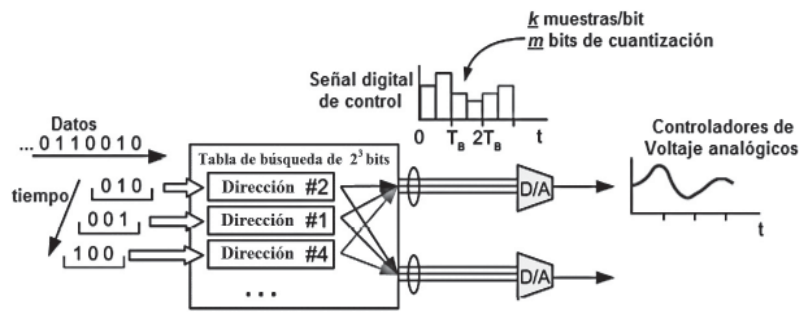 k muestras/bit
m bits de cuantización
Señal digital
de control
0 T_B 2T_B t
Datos
... 0 1 1 0 0 1 0
Controladores de
Voltaje analógicos
Tabla de búsqueda de 2³ bits
tiempo
0 1 0
Dirección #2
D/A
0 0 1
Dirección #1
t
1 0 0
Dirección #4
D/A
...